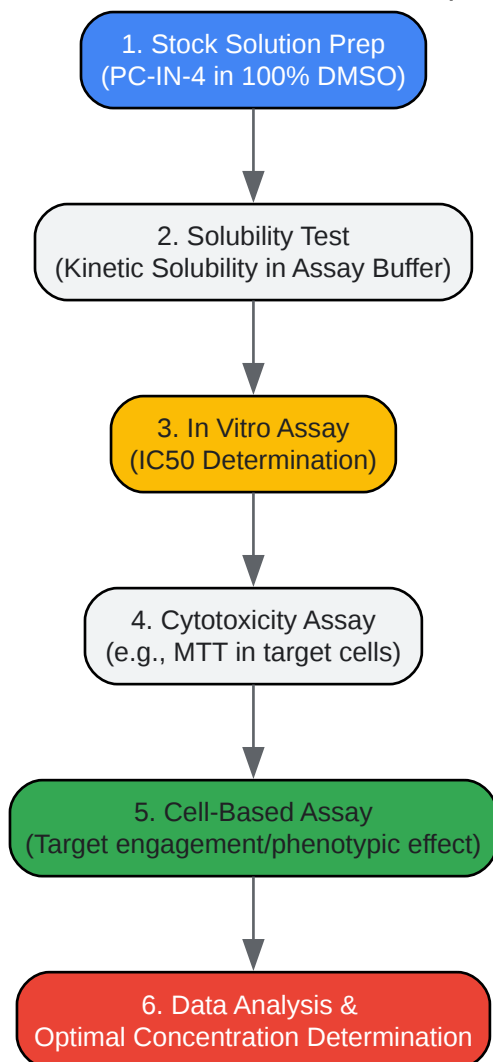 1. Stock Solution Prep
(PC-IN-4 in 100% DMSO)
2. Solubility Test
(Kinetic Solubility in Assay Buffer)
3. In Vitro Assay
(IC50 Determination)
4. Cytotoxicity Assay
(e.g., MTT in target cells)
5. Cell-Based Assay
(Target engagement/phenotypic effect)
6. Data Analysis &
Optimal Concentration Determination